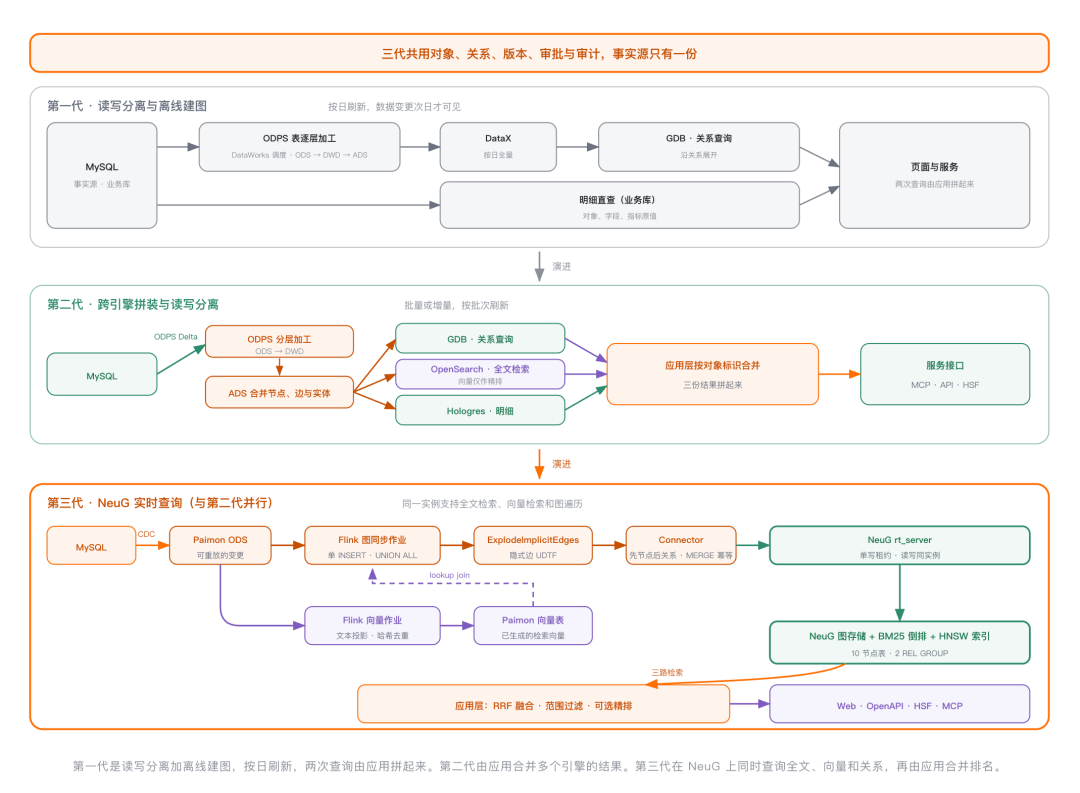 三代共用对象、关系、版本、审批与审计，事实源只有一份
第一代 · 读写分离与离线建图
按日刷新，数据变更次日才可见
MySQL
事实源 · 业务库
ODPS 表逐层加工
DataWorks 调度 · ODS → DWD → ADS
DataX
按日全量
GDB · 关系查询
沿关系展开
明细直查（业务库）
对象、字段、指标原值
页面与服务
两次查询由应用拼起来
演进
第二代 · 跨引擎拼装与读写分离
批量或增量，按批次刷新
MySQL
ODPS Delta
ODPS 分层加工
ODS → DWD
ADS 合并节点、边与实体
GDB · 关系查询
OpenSearch · 全文检索
向量仅作精排
Hologres · 明细
应用层按对象标识合并
三份结果拼起来
服务接口
MCP · API · HSF
演进
第三代 · NeuG 实时查询（与第二代并行）
同一实例支持全文检索、向量检索和图遍历
MySQL
CDC
Paimon ODS
可重放的变更
Flink 图同步作业
单 INSERT · UNION ALL
ExplodeImplicitEdges
隐式边 UDTF
Connector
先节点后关系 · MERGE 幂等
NeuG rt_server
单写租约 · 读写同实例
lookup join
Flink 向量作业
文本投影 · 哈希去重
Paimon 向量表
已生成的检索向量
NeuG 图存储 + BM25 倒排 + HNSW 索引
10 节点表 · 2 REL GROUP
三路检索
应用层：RRF 融合 · 范围过滤 · 可选精排
Web · OpenAPI · HSF · MCP
第一代是读写分离加离线建图，按日刷新，两次查询由应用拼起来。第二代由应用合并多个引擎的结果。第三代在 NeuG 上同时查询全文、向量和关系，再由应用合并排名。